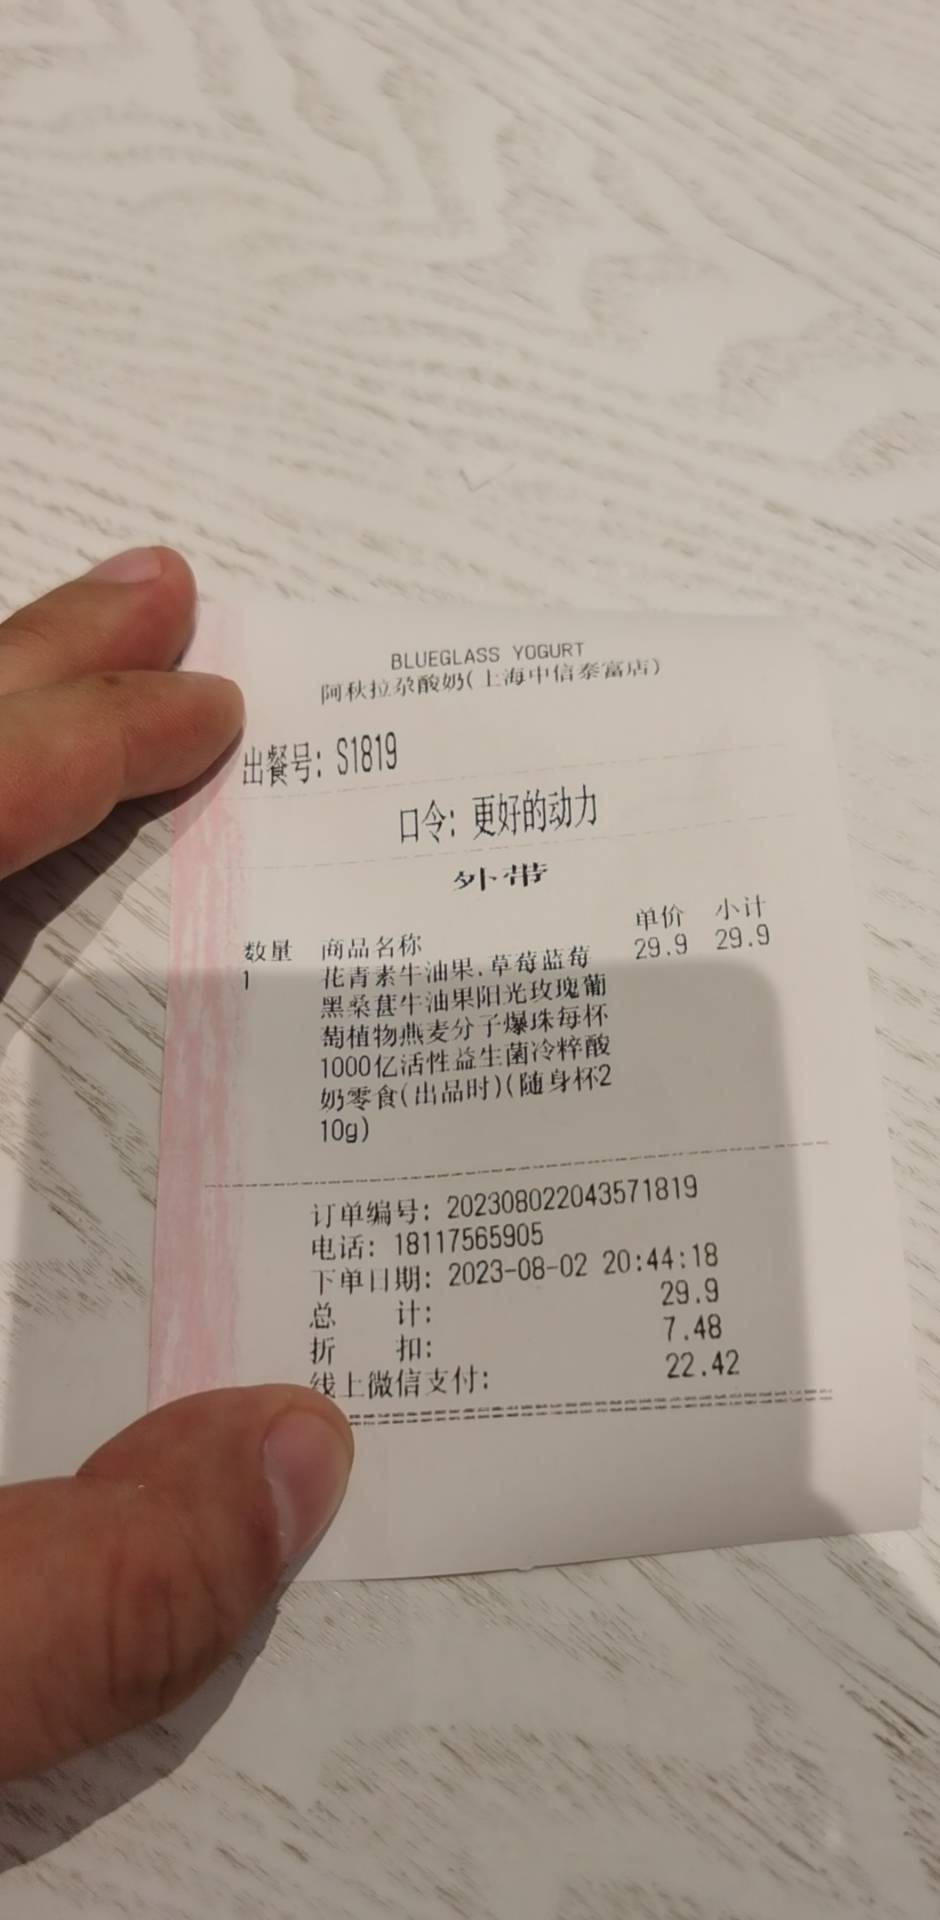 BLUEGLASS YOGURT
阿秋拉尕酸奶(上海中信泰富店)
出餐号: S1819
口令: 更好的动力
外带
数量 商品名称 单价 小计
1 花青素牛油果.草莓蓝莓 29.9 29.9
黑桑葚牛油果阳光玫瑰葡
萄植物燕麦分子爆珠每杯
1000亿活性益生菌冷粹酸
奶零食(出品时)(随身杯2
10g)
订单编号: 202308022043571819
电话: 18117565905
下单日期: 2023-08-02 20:44:18
总 计: 29.9
折 扣: 7.48
线上微信支付: 22.42